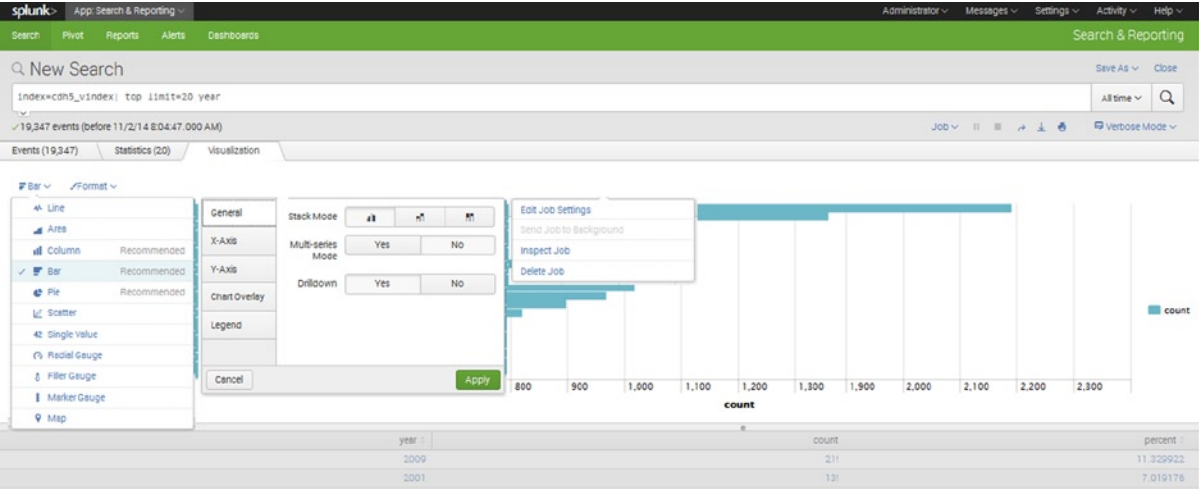 splunk> App: Search & Reporting Administrator Messages Settings Activity Help
Search Pivot Reports Alerts Dashboards Search & Reporting
New Search Save As Close
index=cdh5_vindex| top limit=20 year All time
✓19,347 events (before 11/2/14 8:04:47.000 AM) Job Verbose Mode
Events (19,347) Statistics (20) Visualization
Bar Format
Line
Area
Column Recommended
✓ Bar Recommended
Pie Recommended
Scatter
42 Single Value
Radial Gauge
Filler Gauge
Marker Gauge
Map
General
X-Axis
Y-Axis
Chart Overlay
Legend
Stack Mode
Multi-series Yes No
Mode
Drilldown Yes No
Cancel Apply
Edit Job Settings
Send Job to Background
Inspect Job
Delete Job
count
800 900 1,000 1,100 1,200 1,300 1,900 2,000 2,100 2,200 2,300
count
year count percent
2009 11.329922
2001 7.019176